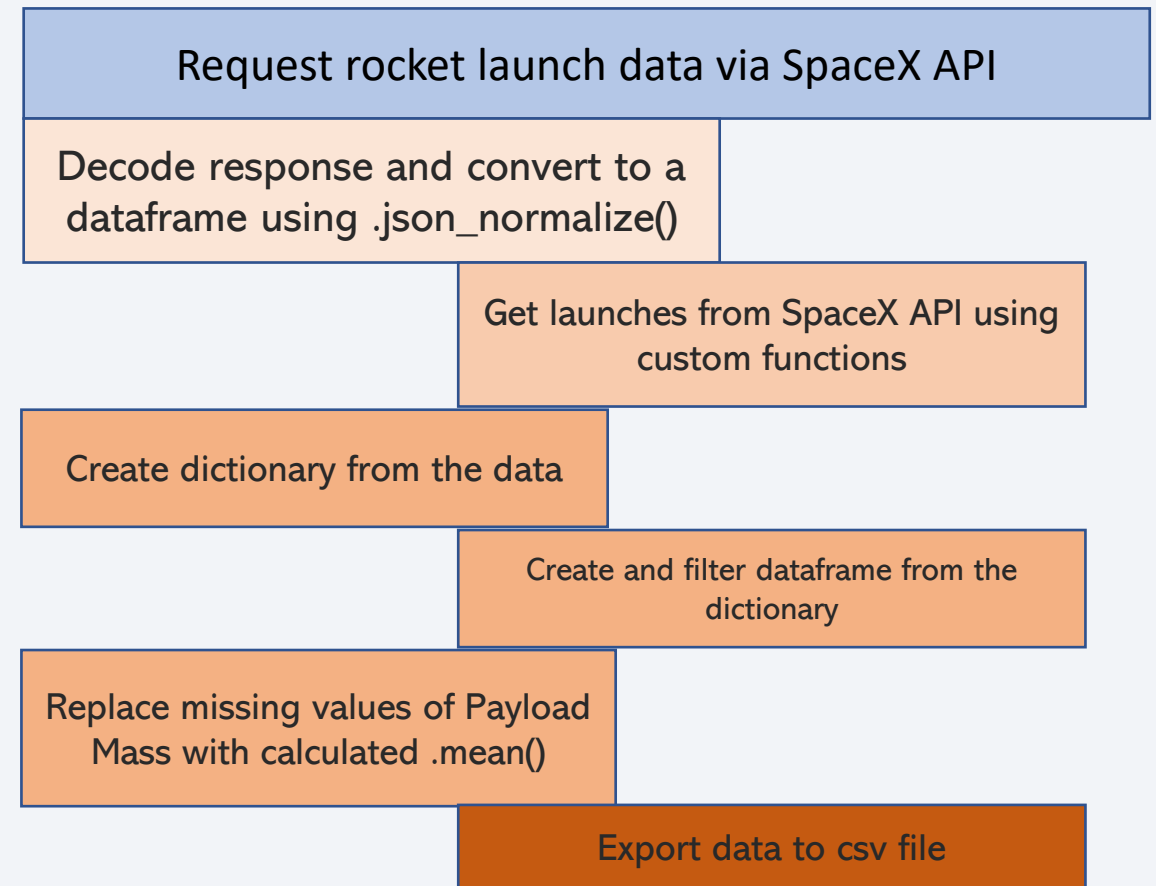 Request rocket launch data via SpaceX API
Decode response and convert to a
dataframe using .json_normalize()
Get launches from SpaceX API using
custom functions
Create dictionary from the data
Create and filter dataframe from the
dictionary
Replace missing values of Payload
Mass with calculated .mean()
Export data to csv file